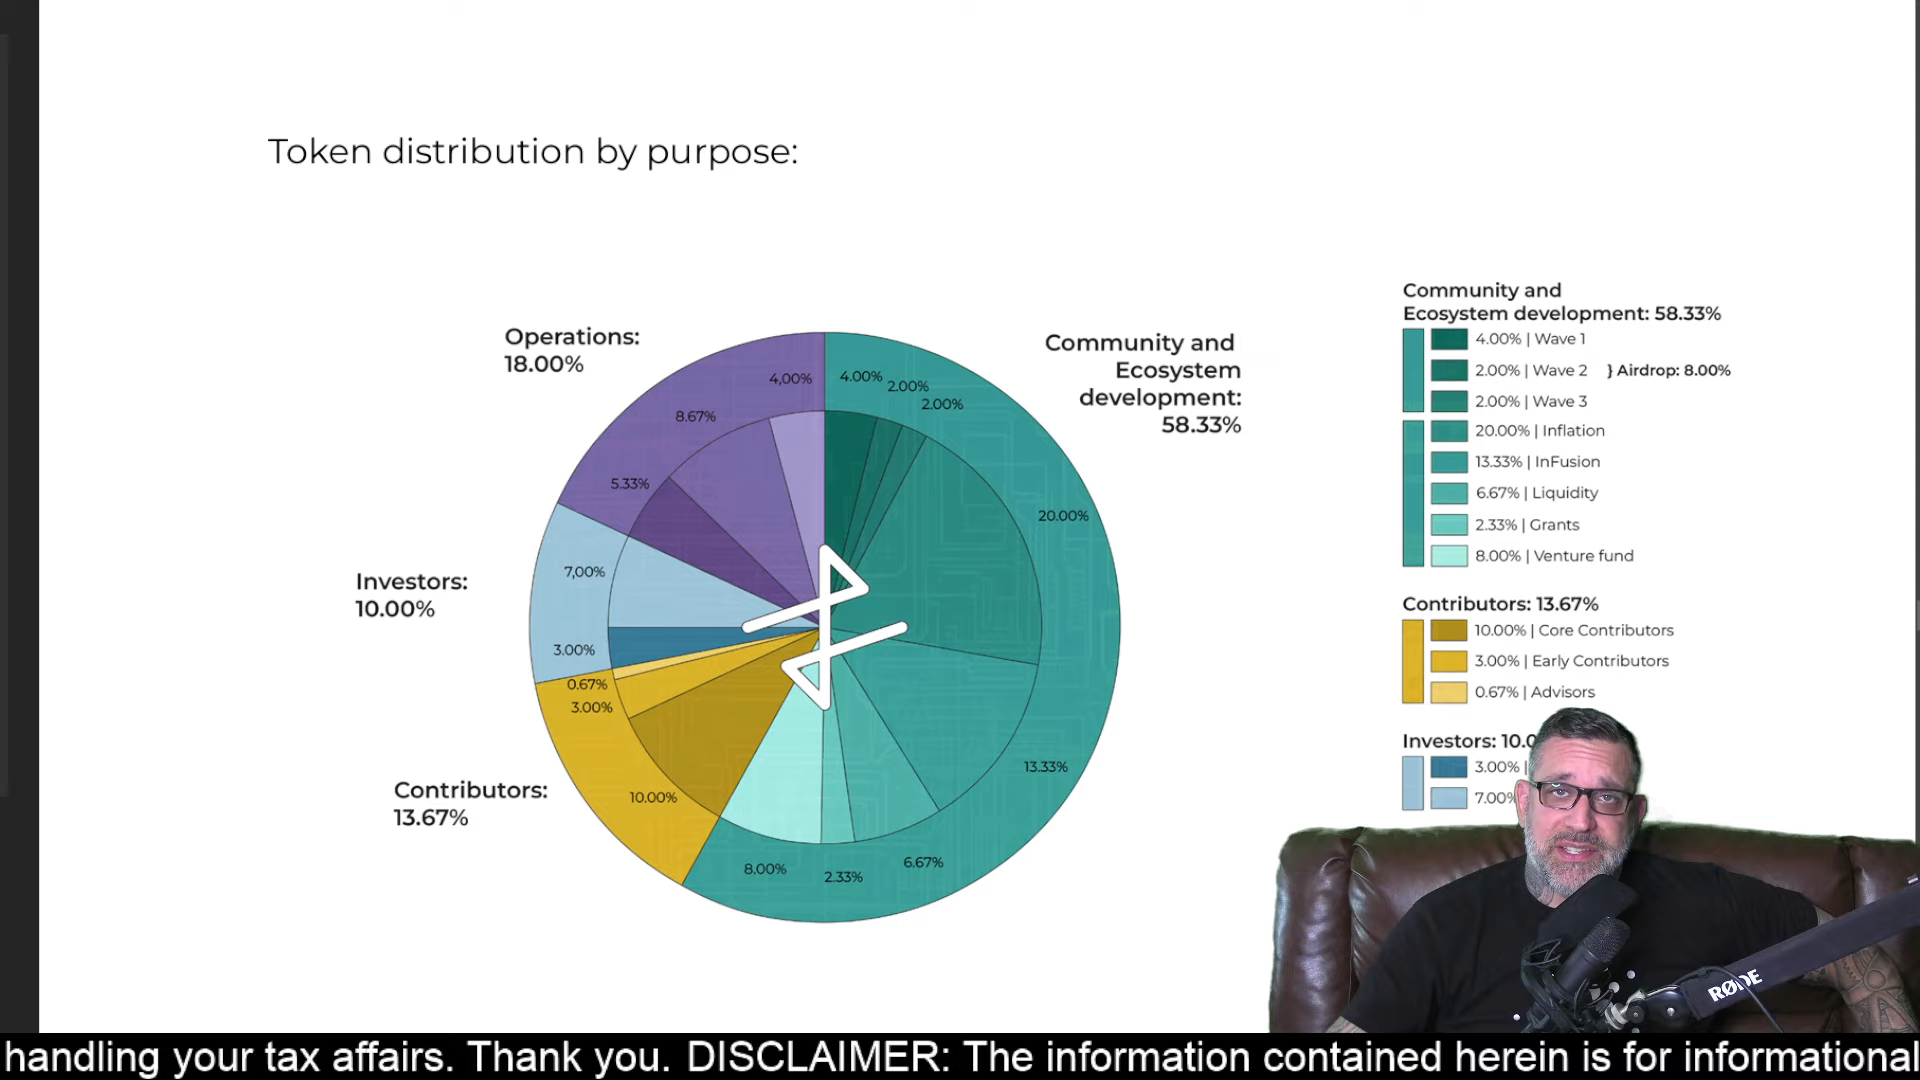 Token distribution by purpose:
Operations:
18.00%
Community and
Ecosystem
development:
58.33%
Investors:
10.00%
Contributors:
13.67%
4,00%
4.00%
2.00%
2.00%
8.67%
5.33%
20.00%
7,00%
3.00%
0.67%
3.00%
13.33%
10.00%
8.00%
2.33%
6.67%
Community and
Ecosystem development: 58.33%
4.00% | Wave 1
2.00% | Wave 2 } Airdrop: 8.00%
2.00% | Wave 3
20.00% | Inflation
13.33% | InFusion
6.67% | Liquidity
2.33% | Grants
8.00% | Venture fund
Contributors: 13.67%
10.00% | Core Contributors
3.00% | Early Contributors
0.67% | Advisors
Investors: 10.0
3.00% |
7.00%
RØDE
handling your tax affairs. Thank you. DISCLAIMER: The information contained herein is for informational